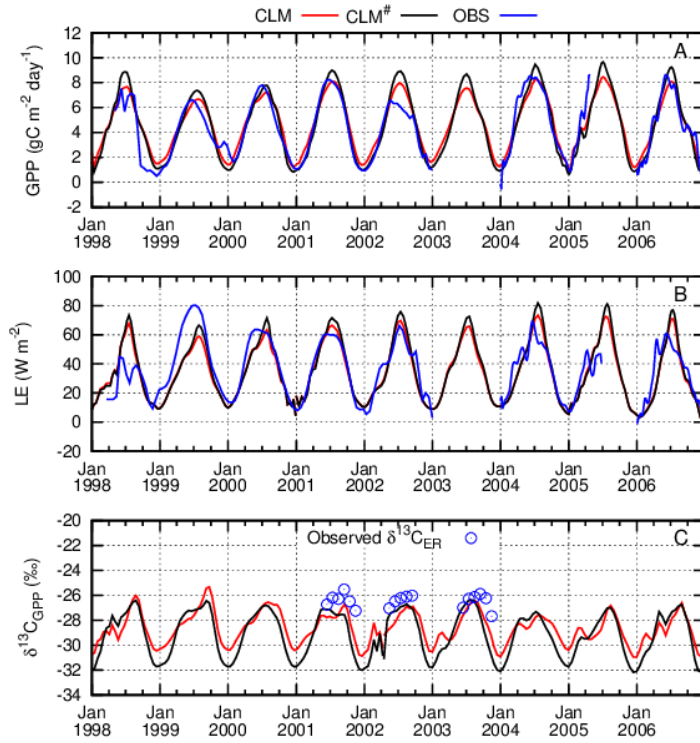 CLM CLM# OBS
A
12
10
8
6
4
2
0
-2
GPP (gC m-2 day-1)
Jan Jan Jan Jan Jan Jan Jan Jan Jan
1998 1999 2000 2001 2002 2003 2004 2005 2006
B
100
80
60
40
20
0
-20
LE (W m-2)
Jan Jan Jan Jan Jan Jan Jan Jan Jan
1998 1999 2000 2001 2002 2003 2004 2005 2006
Observed δ13CER
C
-20
-22
-24
-26
-28
-30
-32
-34
δ13CGPP (‰)
Jan Jan Jan Jan Jan Jan Jan Jan Jan
1998 1999 2000 2001 2002 2003 2004 2005 2006